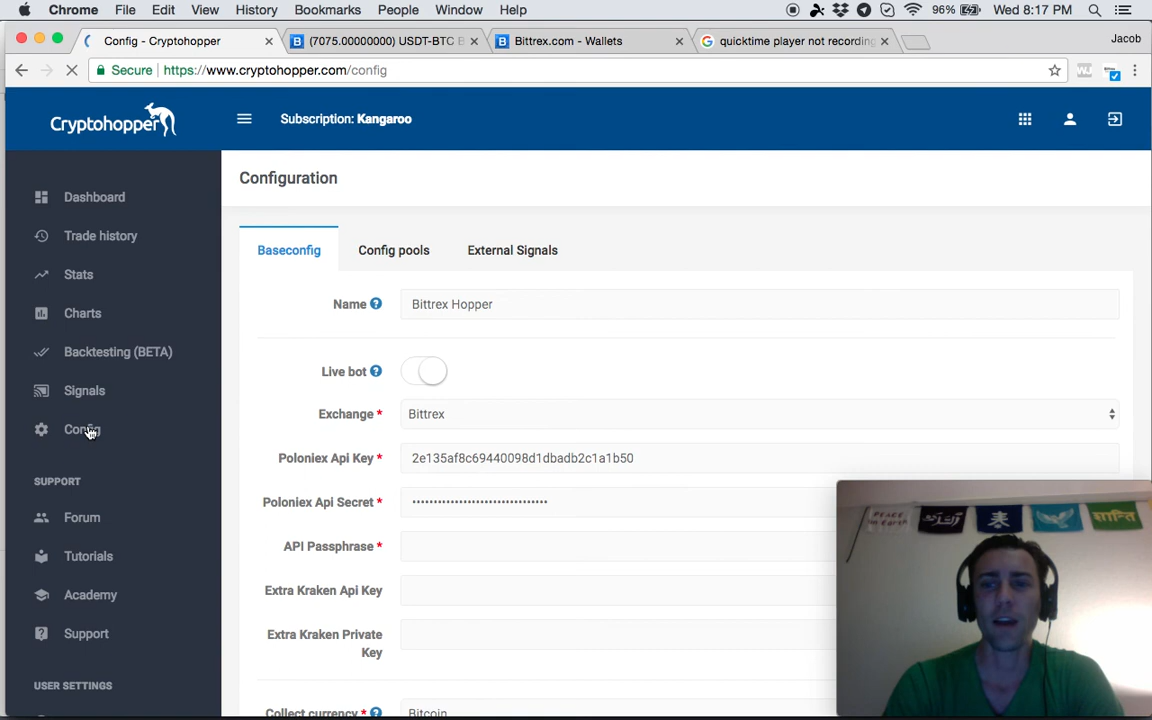 Chrome File Edit View History Bookmarks People Window Help 96% Wed 8:17 PM
Config - Cryptohopper (7075.00000000) USDT-BTC B Bittrex.com - Wallets quicktime player not recording Jacob
Secure https://www.cryptohopper.com/config
Cryptohopper Subscription: Kangaroo
Dashboard
Trade history
Stats
Charts
Backtesting (BETA)
Signals
Config
SUPPORT
Forum
Tutorials
Academy
Support
USER SETTINGS
Configuration
Baseconfig Config pools External Signals
Name Bittrex Hopper
Live bot
Exchange * Bittrex
Poloniex Api Key * 2e135af8c69440098d1dbadb2c1a1b50
Poloniex Api Secret * ••••••••••••••••••••••••••••••••
API Passphrase *
Extra Kraken Api Key
Extra Kraken Private
Key
Collect currency * Bitcoin
PEACE
शान्ति